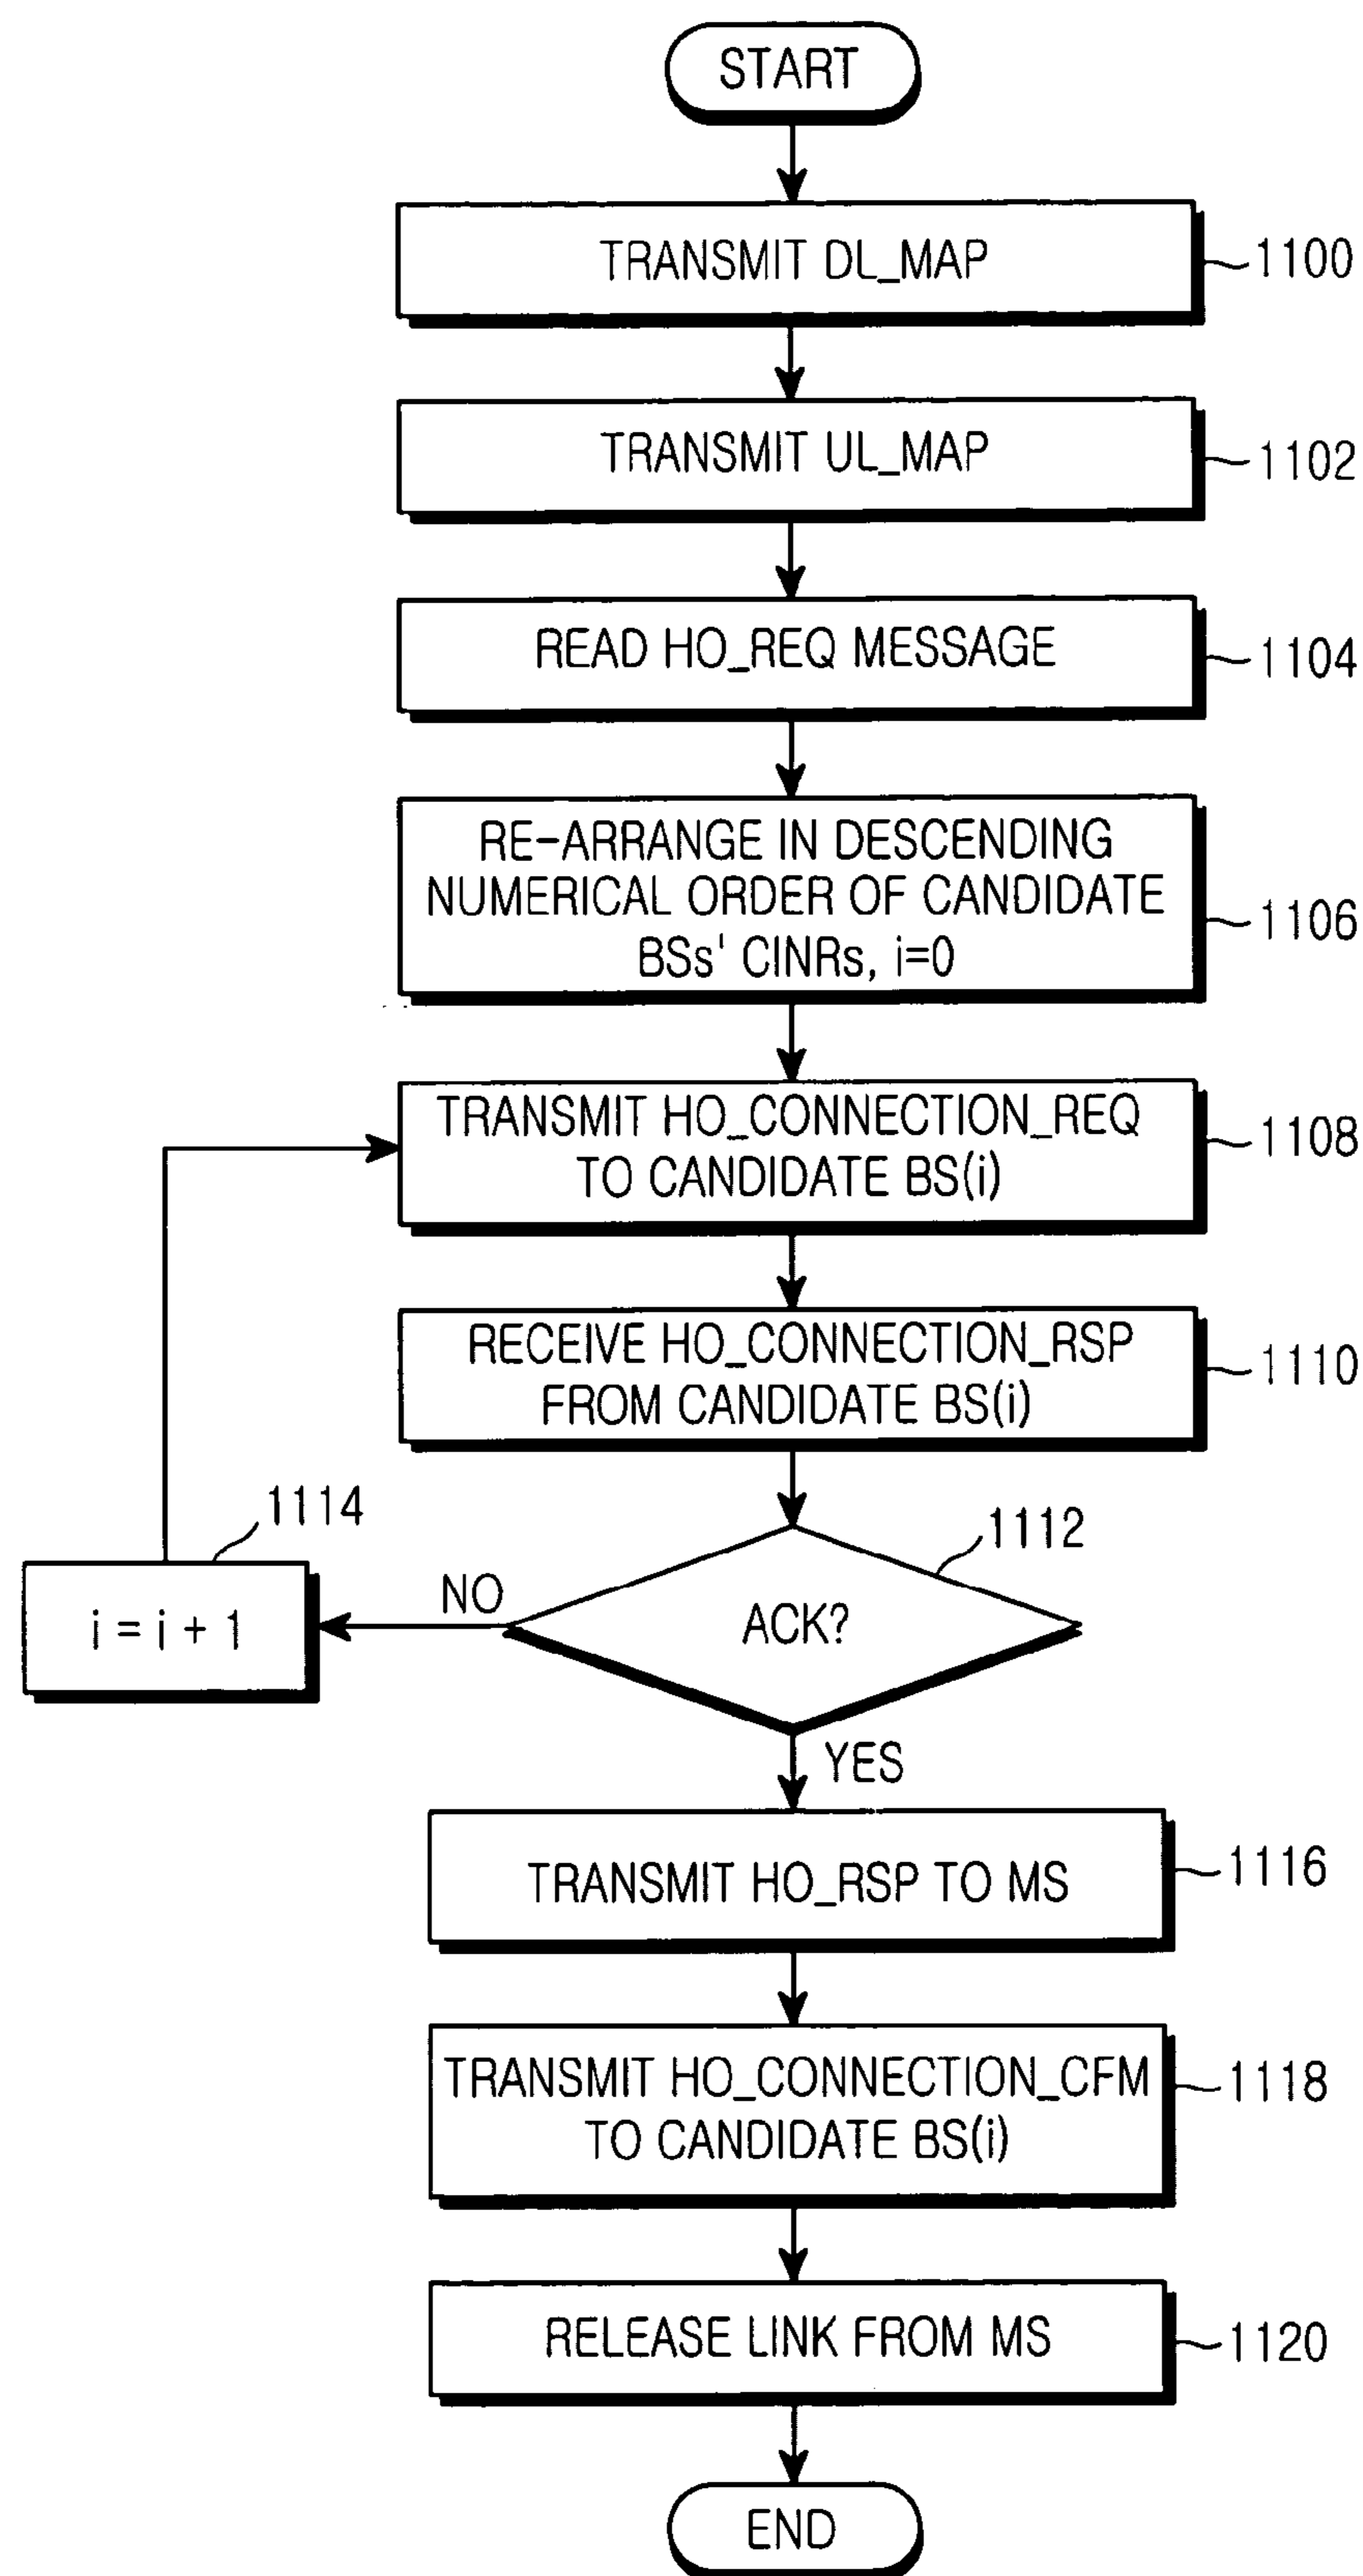 START
TRANSMIT DL_MAP
1100
TRANSMIT UL_MAP
1102
READ HO_REQ MESSAGE
1104
RE-ARRANGE IN DESCENDING
NUMERICAL ORDER OF CANDIDATE
BSs' CINRs, i=0
1106
TRANSMIT HO_CONNECTION_REQ
TO CANDIDATE BS(i)
1108
RECEIVE HO_CONNECTION_RSP
FROM CANDIDATE BS(i)
1110
1114
1112
i = i + 1
NO
ACK?
YES
TRANSMIT HO_RSP TO MS
1116
TRANSMIT HO_CONNECTION_CFM
TO CANDIDATE BS(i)
1118
RELEASE LINK FROM MS
1120
END